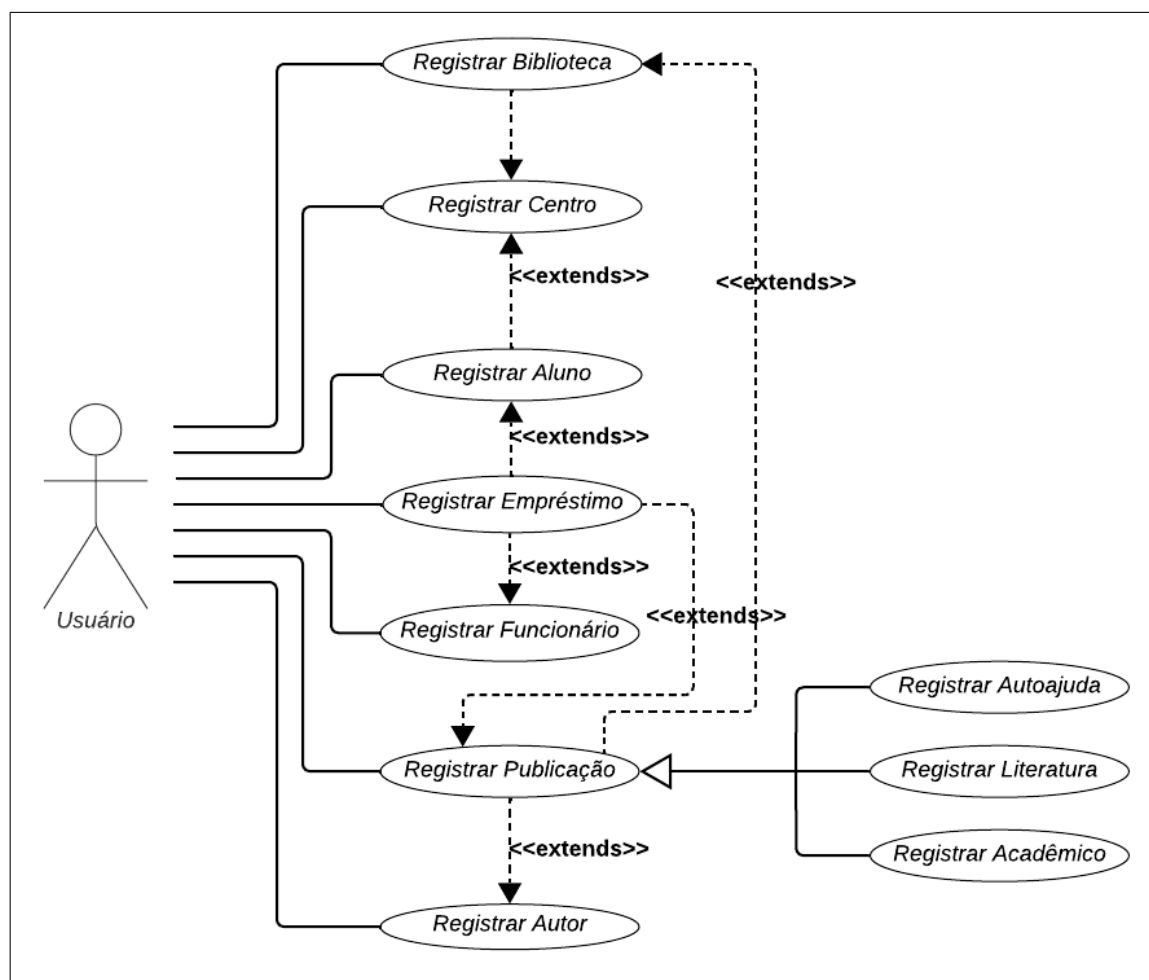 Registrar Biblioteca
Registrar Centro
<<extends>>
<<extends>>
Registrar Aluno
<<extends>>
Registrar Empréstimo
<<extends>>
<<extends>>
Usuário
Registrar Funcionário
Registrar Autoajuda
Registrar Publicação
Registrar Literatura
<<extends>>
Registrar Acadêmico
Registrar Autor